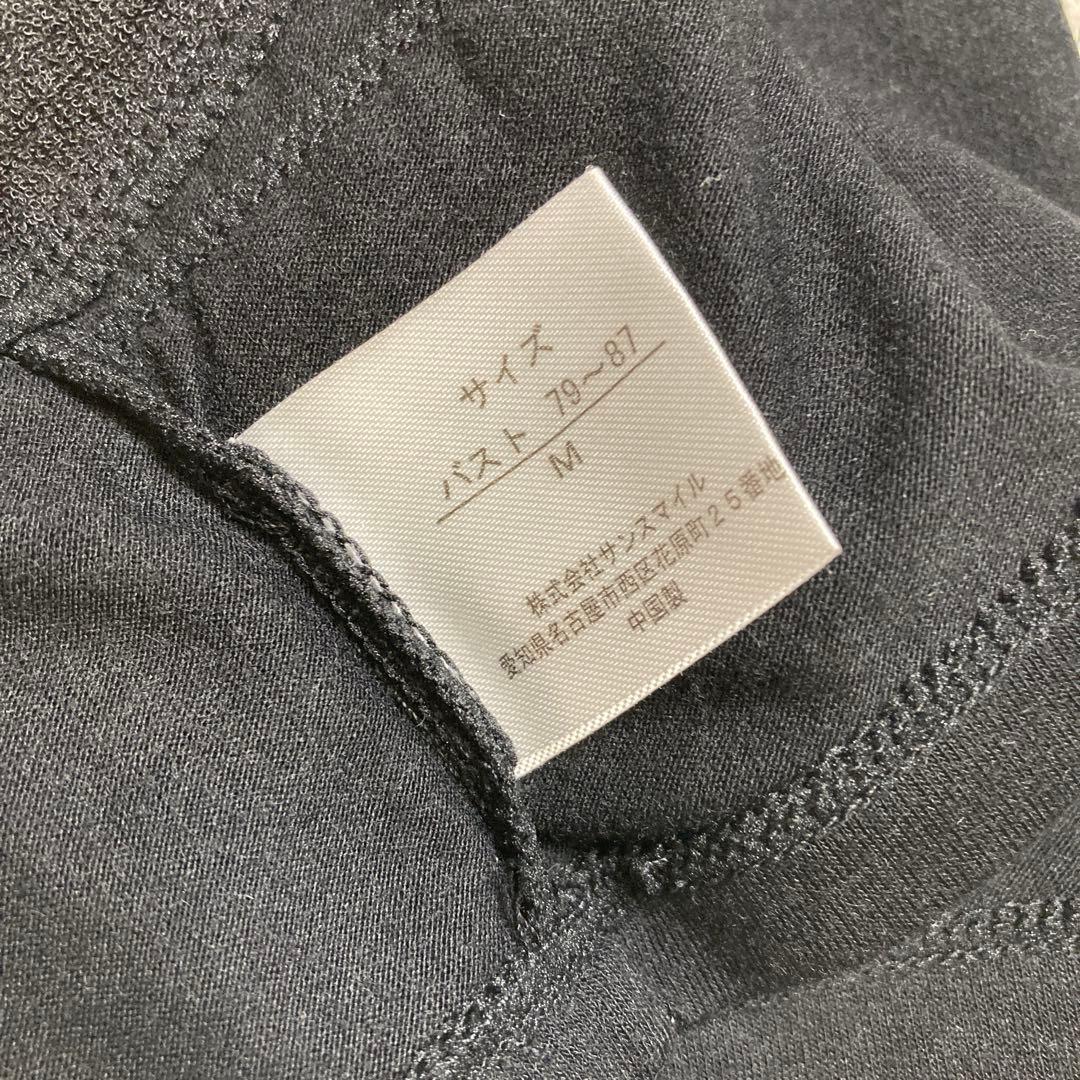 サイズ
バスト 79～87
M
株式会社サンスマイル
愛知県名古屋市西区花原町25番地
中国製